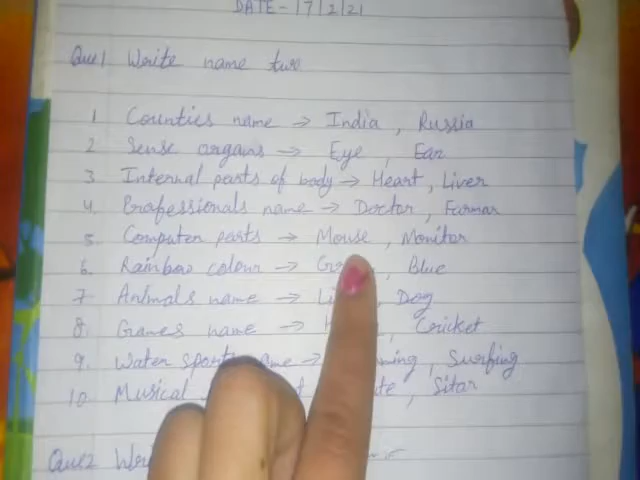 DATE - 17/2/21
Que1 Write name two
1 Counties name → India, Russia
2 Sense organs → Eye, Ear
3 Internal parts of body → Heart, Liver
4. Professionals name → Doctor, Farmar
5. Computer parts → Mouse, Monitor
6. Rainbow colour → , Blue
7. Animals name → , Dog
8. Games name → , Cricket
9. Water → , Surfing
10. Musical , Sitar
Que2